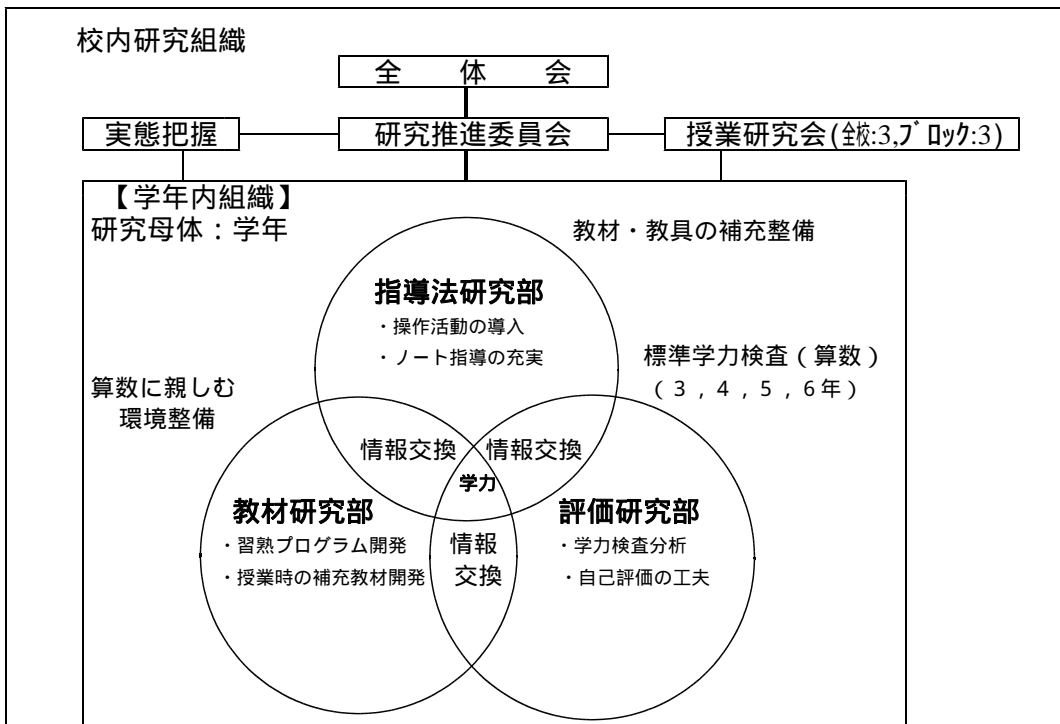 校内研究組織
全　体　会
実態把握
研究推進委員会
授業研究会(全校:3,ﾌﾞﾛｯｸ:3)
【学年内組織】
研究母体：学年
教材・教具の補充整備
指導法研究部
・操作活動の導入
・ノート指導の充実
標準学力検査（算数）
（３，４，５，６年）
算数に親しむ
環境整備
情報交換
情報交換
学力
教材研究部
・習熟プログラム開発
・授業時の補充教材開発
情報
交換
評価研究部
・学力検査分析
・自己評価の工夫